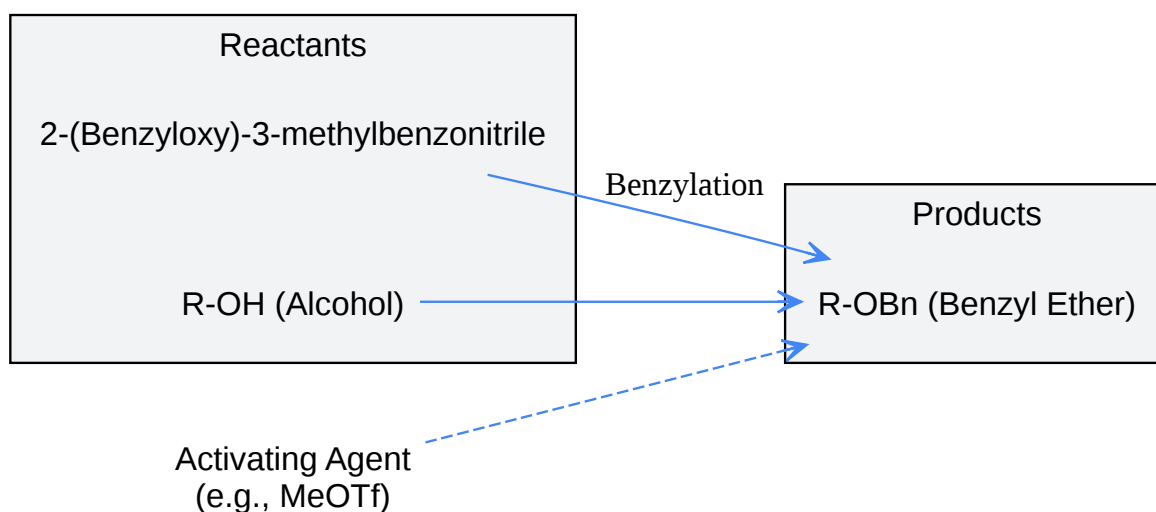 Reactants
2-(Benzyloxy)-3-methylbenzonitrile
Benzylation
Products
R-OH (Alcohol)
R-OBn (Benzyl Ether)
Activating Agent
(e.g., MeOTf)